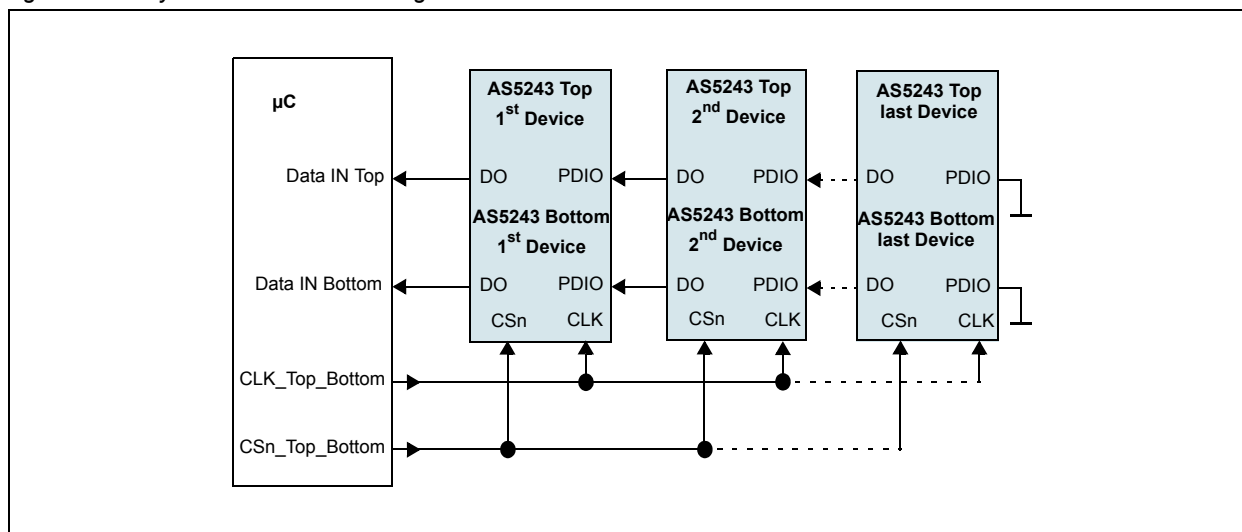 µC
AS5243 Top
1st Device
AS5243 Top
2nd Device
AS5243 Top
last Device
Data IN Top
DO PDIO
DO PDIO
DO PDIO
AS5243 Bottom
1st Device
AS5243 Bottom
2nd Device
AS5243 Bottom
last Device
Data IN Bottom
DO PDIO
DO PDIO
DO PDIO
CSn CLK
CSn CLK
CSn CLK
CLK_Top_Bottom
CSn_Top_Bottom